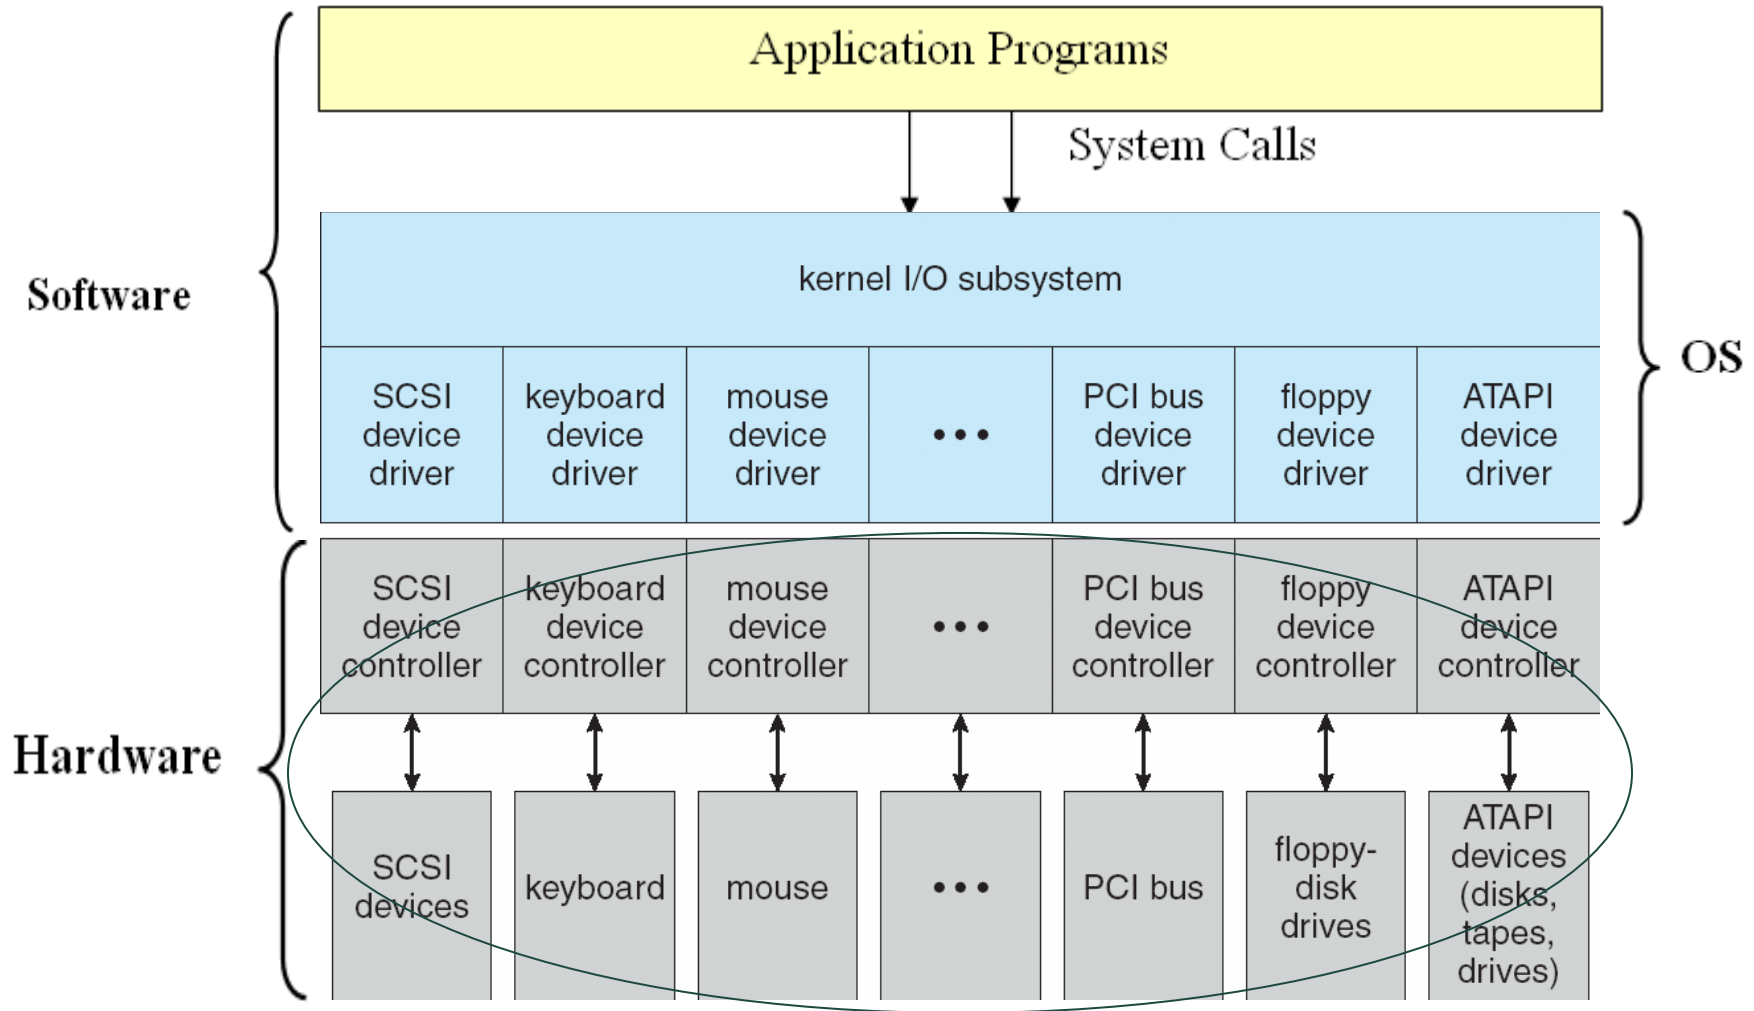 Application Programs
System Calls
Software
kernel I/O subsystem
OS
SCSI
device
driver
keyboard
device
driver
mouse
device
driver
•••
PCI bus
device
driver
floppy
device
driver
ATAPI
device
driver
Hardware
SCSI
device
controller
keyboard
device
controller
mouse
device
controller
•••
PCI bus
device
controller
floppy
device
controller
ATAPI
device
controller
SCSI
devices
keyboard
mouse
•••
PCI bus
floppy-
disk
drives
ATAPI
devices
(disks,
tapes,
drives)